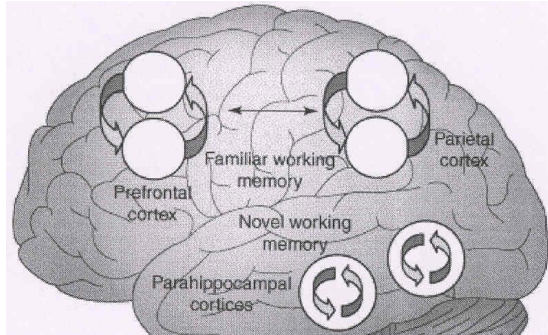 Familiar working
memory
Prefrontal
cortex
Parietal
cortex
Novel working
memory
Parahippocampal
cortices